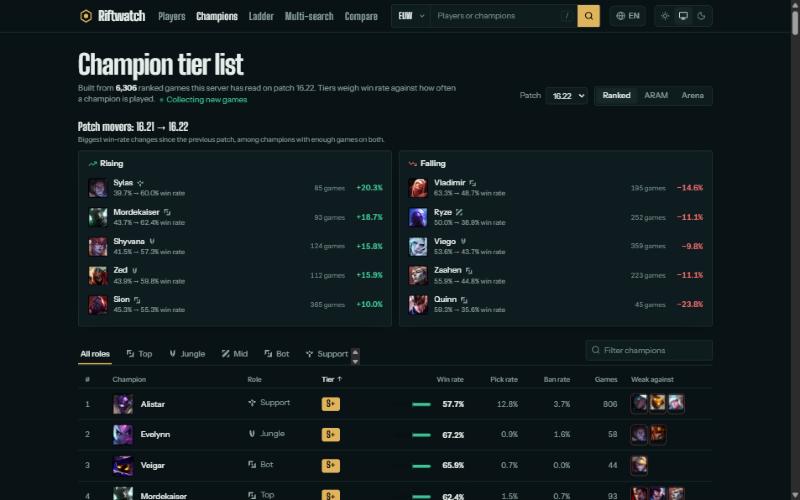 Riftwatch Players Champions Ladder Multi-search Compare EUW Players or champions / EN
Champion tier list
Built from 6,306 ranked games this server has read on patch 16.22. Tiers weigh win rate against how often
a champion is played. Collecting new games
Patch 16.22 Ranked ARAM Arena
Patch movers: 16.21 → 16.22
Biggest win-rate changes since the previous patch, among champions with enough games on both.
Rising
Sylas
39.7% → 60.0% win rate
85 games +20.3%
Mordekaiser
43.7% → 62.4% win rate
93 games +18.7%
Shyvana
41.5% → 57.3% win rate
124 games +15.8%
Zed
43.9% → 59.8% win rate
112 games +15.9%
Sion
45.3% → 55.3% win rate
365 games +10.0%
Falling
Vladimir
63.3% → 48.7% win rate
195 games −14.6%
Ryze
50.0% → 38.8% win rate
252 games −11.1%
Viego
53.6% → 43.7% win rate
359 games −9.8%
Zaahen
55.9% → 44.8% win rate
223 games −11.1%
Quinn
59.3% → 35.6% win rate
45 games −23.8%
All roles Top Jungle Mid Bot Support Filter champions
# Champion Role Tier ↑ Win rate Pick rate Ban rate Games Weak against
1 Alistar Support S+ 57.7% 12.8% 3.7% 806
2 Evelynn Jungle S+ 67.2% 0.9% 1.6% 58
3 Veigar Bot S+ 65.9% 0.7% 0.0% 44
4 Mordekaiser Top S+ 62.4% 1.5% 0.7% 93